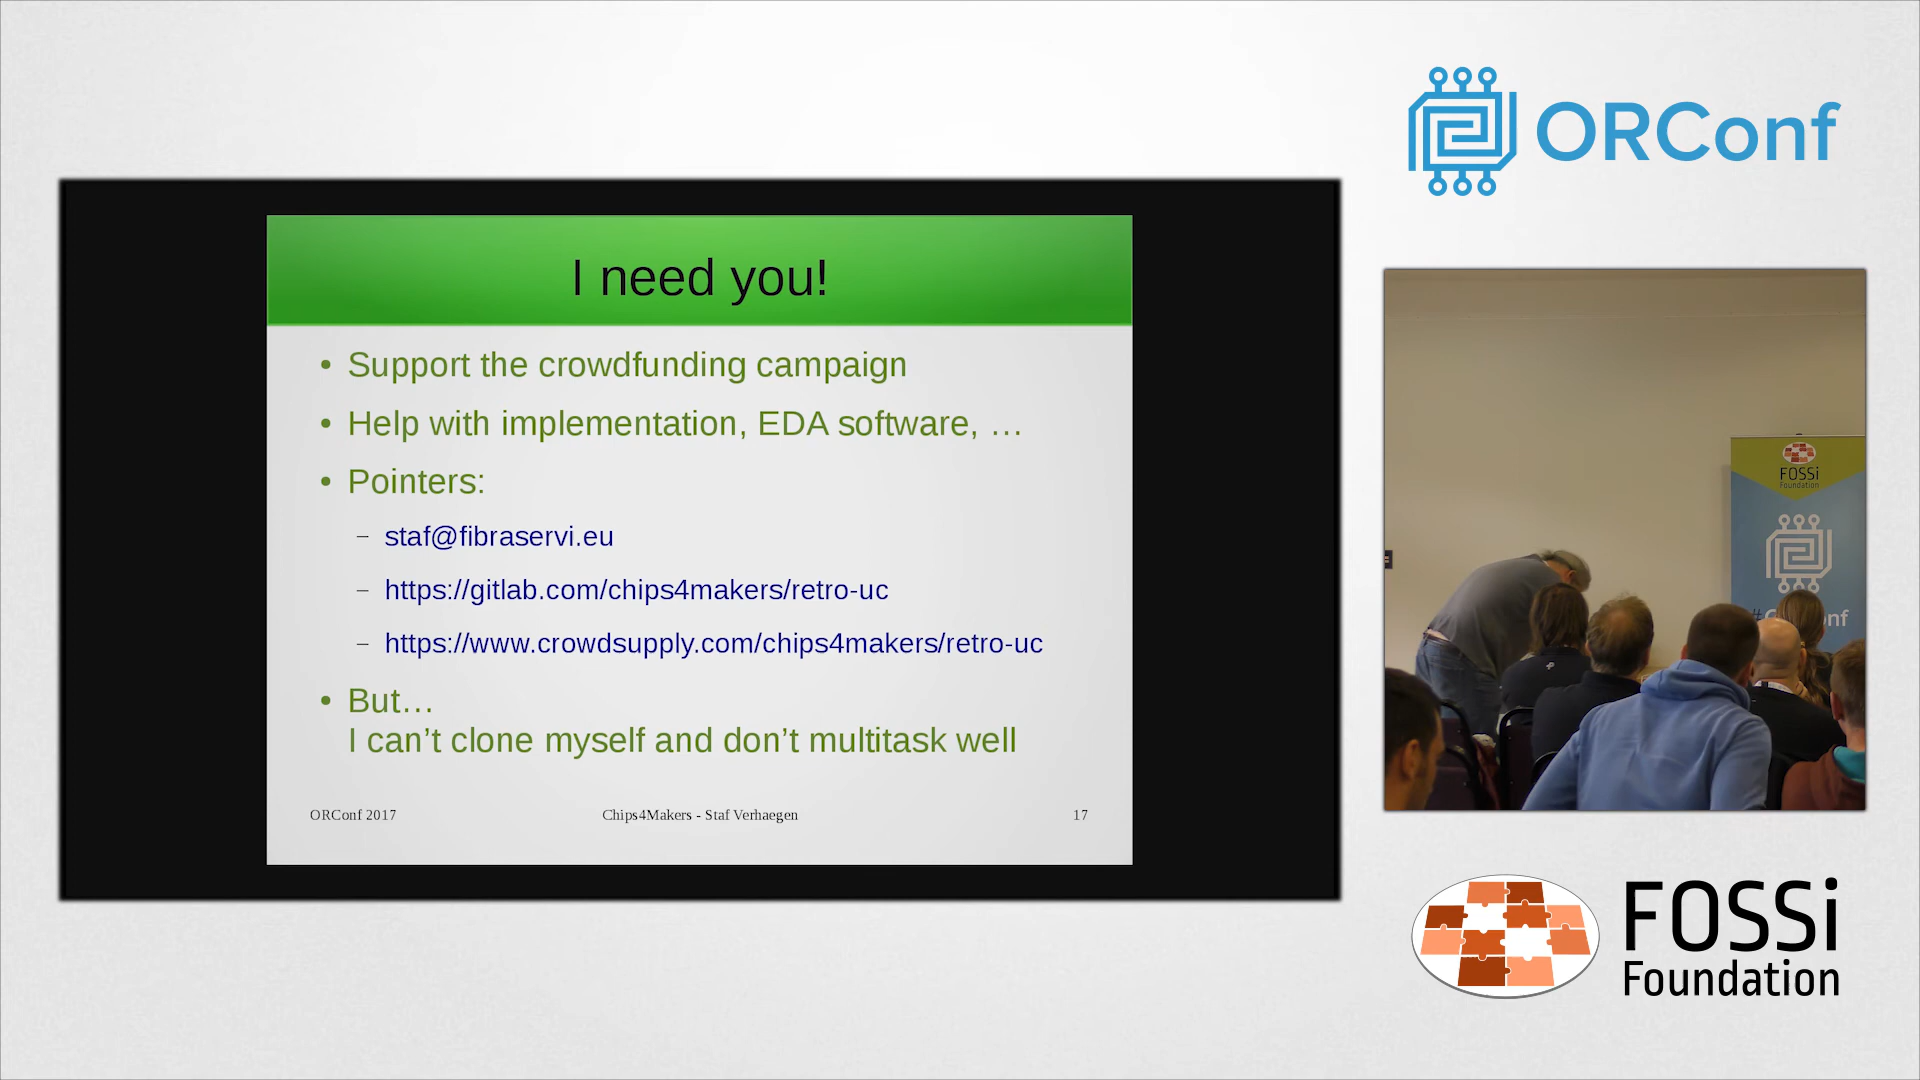 ORConf
I need you!
• Support the crowdfunding campaign
• Help with implementation, EDA software, …
• Pointers:
– staf@fibraservi.eu
– https://gitlab.com/chips4makers/retro-uc
– https://www.crowdsupply.com/chips4makers/retro-uc
• But…
I can’t clone myself and don’t multitask well
ORConf 2017 Chips4Makers - Staf Verhaegen 17
FOSSi
Foundation
FOSSi
Foundation